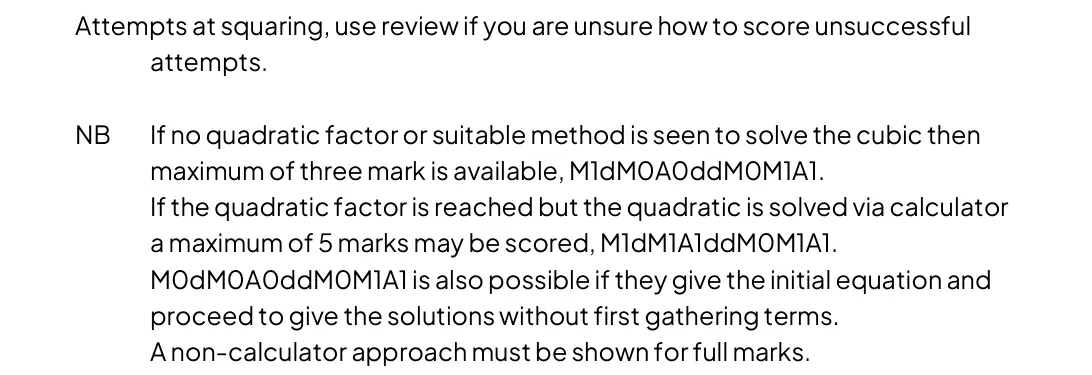 Attempts at squaring, use review if you are unsure how to score unsuccessful
attempts.
NB If no quadratic factor or suitable method is seen to solve the cubic then
maximum of three mark is available, M1dM0A0ddM0M1A1.
If the quadratic factor is reached but the quadratic is solved via calculator
a maximum of 5 marks may be scored, M1dM1A1ddM0M1A1.
M0dM0A0ddM0M1A1 is also possible if they give the initial equation and
proceed to give the solutions without first gathering terms.
A non-calculator approach must be shown for full marks.